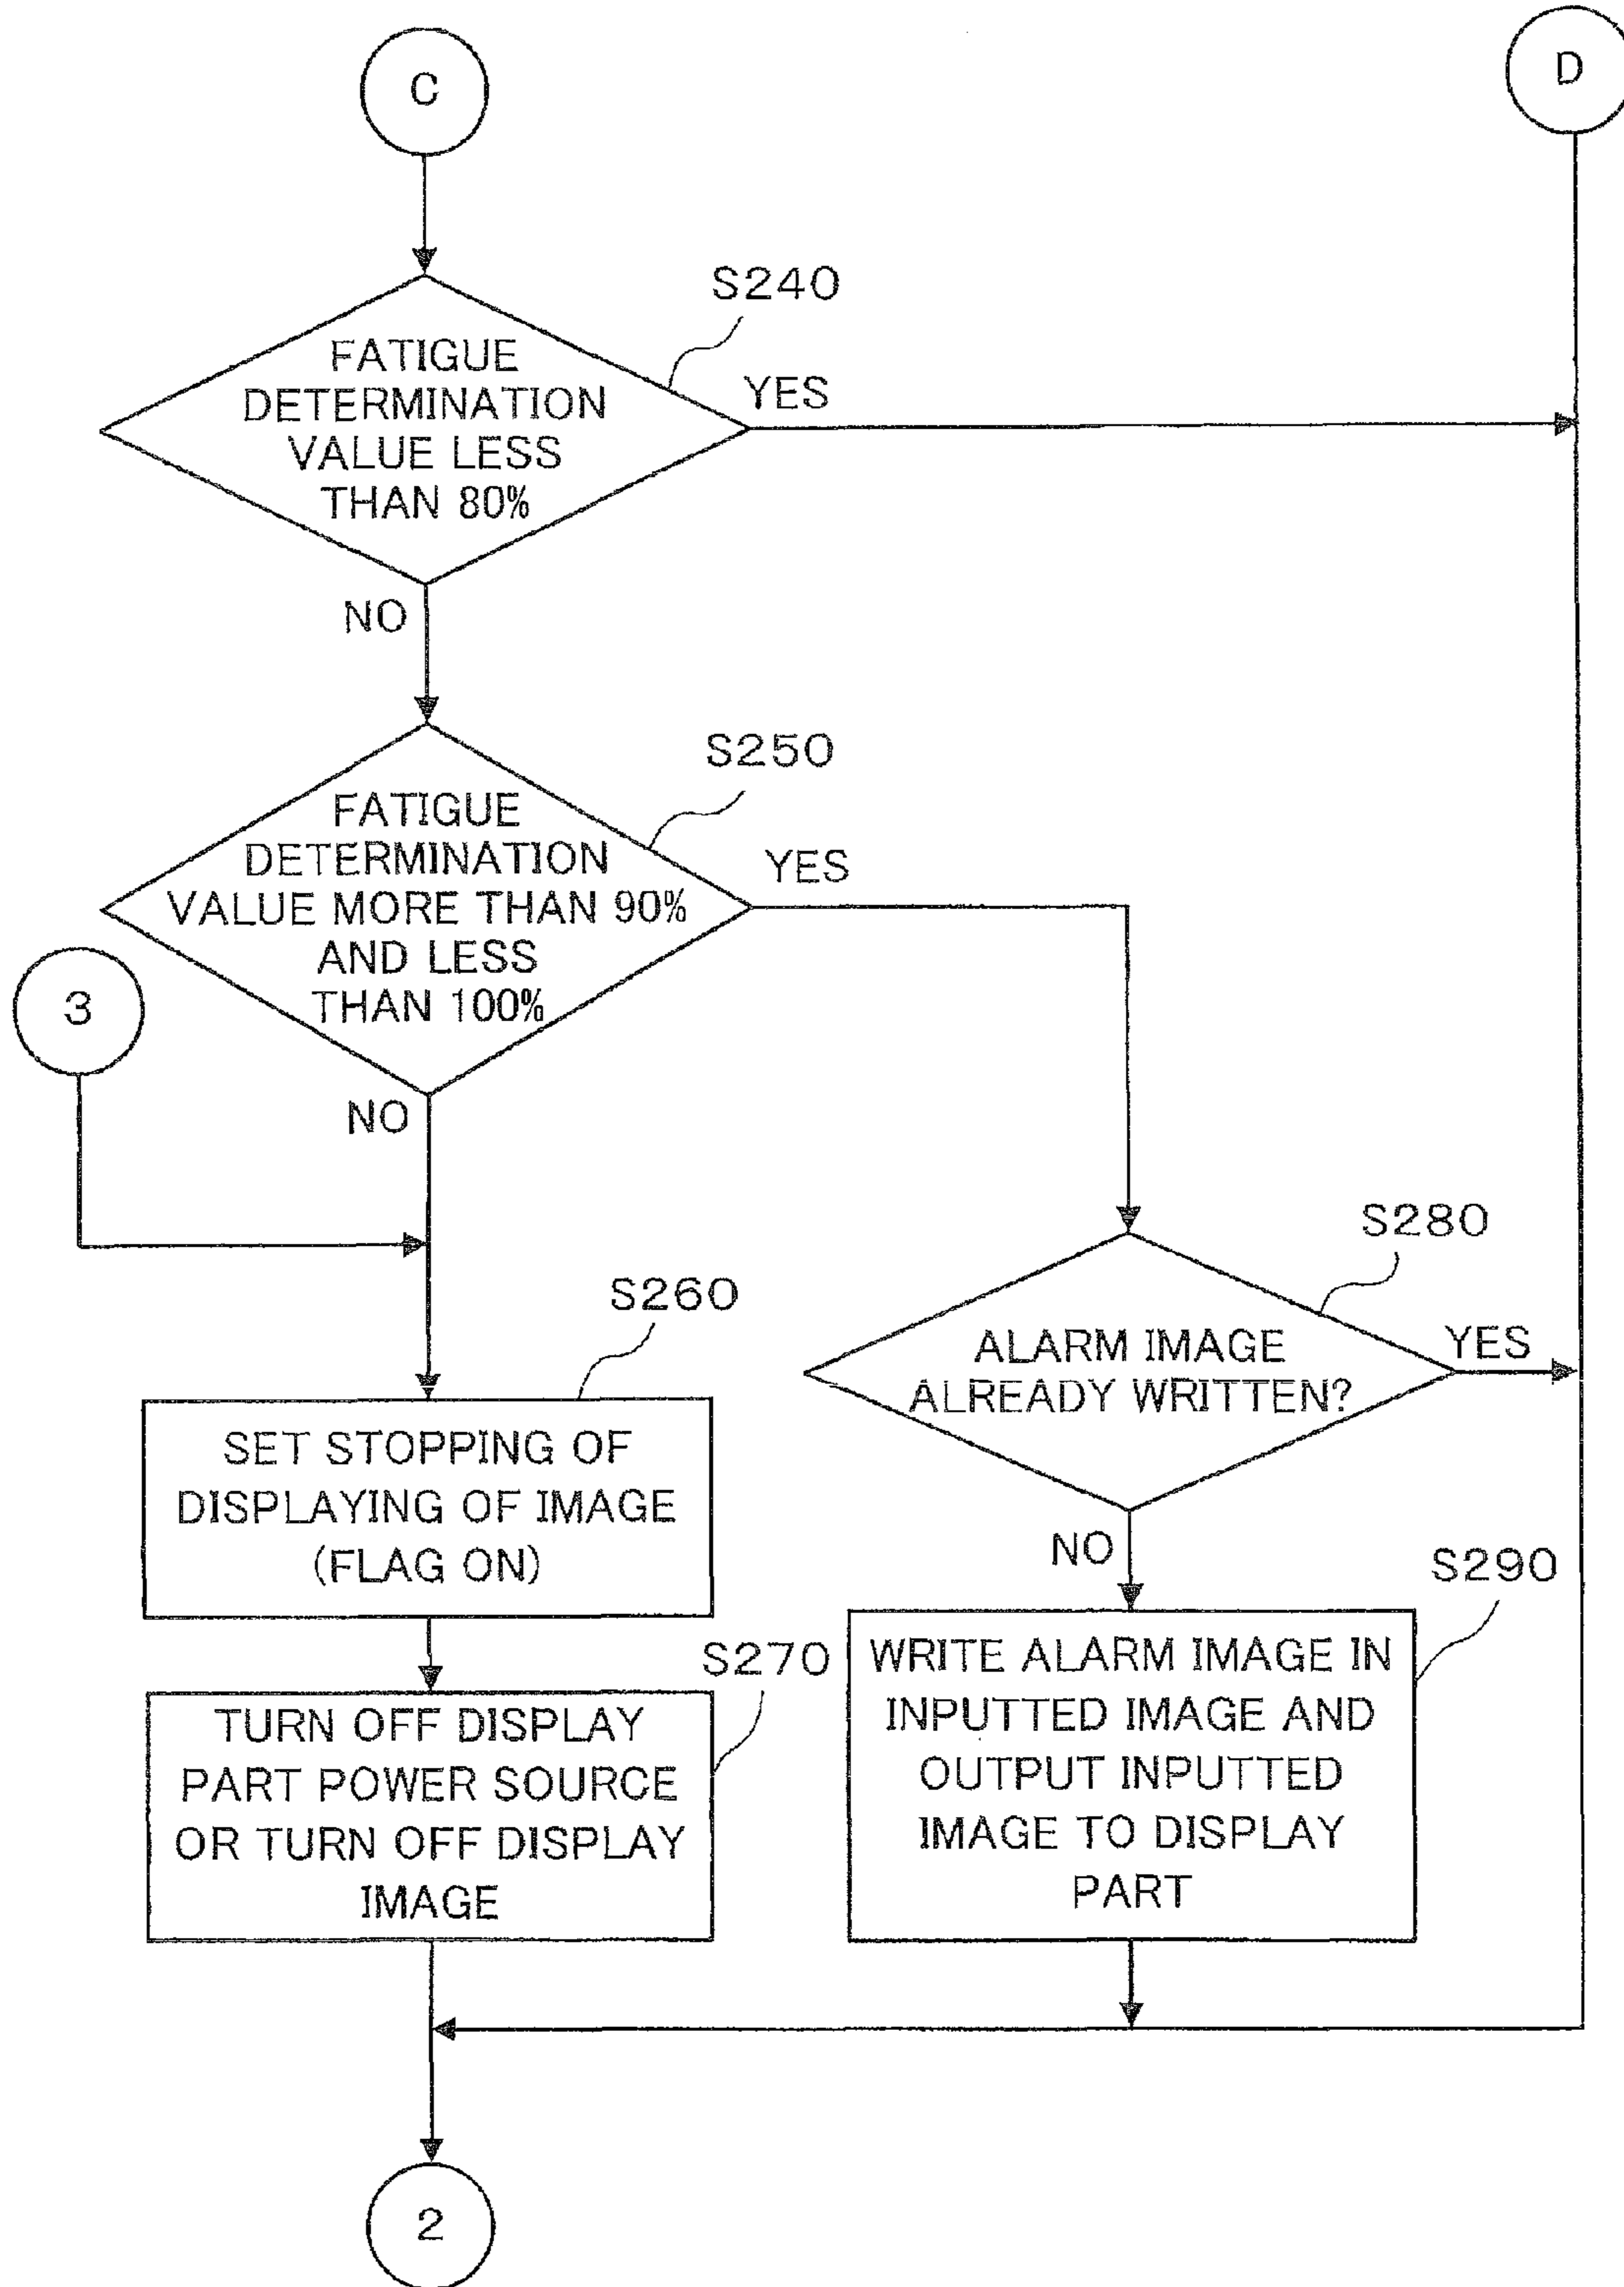 C
D
S240
FATIGUE
DETERMINATION
VALUE LESS
THAN 80%
YES
NO
S250
FATIGUE
DETERMINATION
VALUE MORE THAN 90%
AND LESS
THAN 100%
YES
3
NO
S280
ALARM IMAGE
ALREADY WRITTEN?
YES
NO
S260
SET STOPPING OF
DISPLAYING OF IMAGE
(FLAG ON)
S290
WRITE ALARM IMAGE IN
INPUTTED IMAGE AND
OUTPUT INPUTTED
IMAGE TO DISPLAY
PART
S270
TURN OFF DISPLAY
PART POWER SOURCE
OR TURN OFF DISPLAY
IMAGE
2